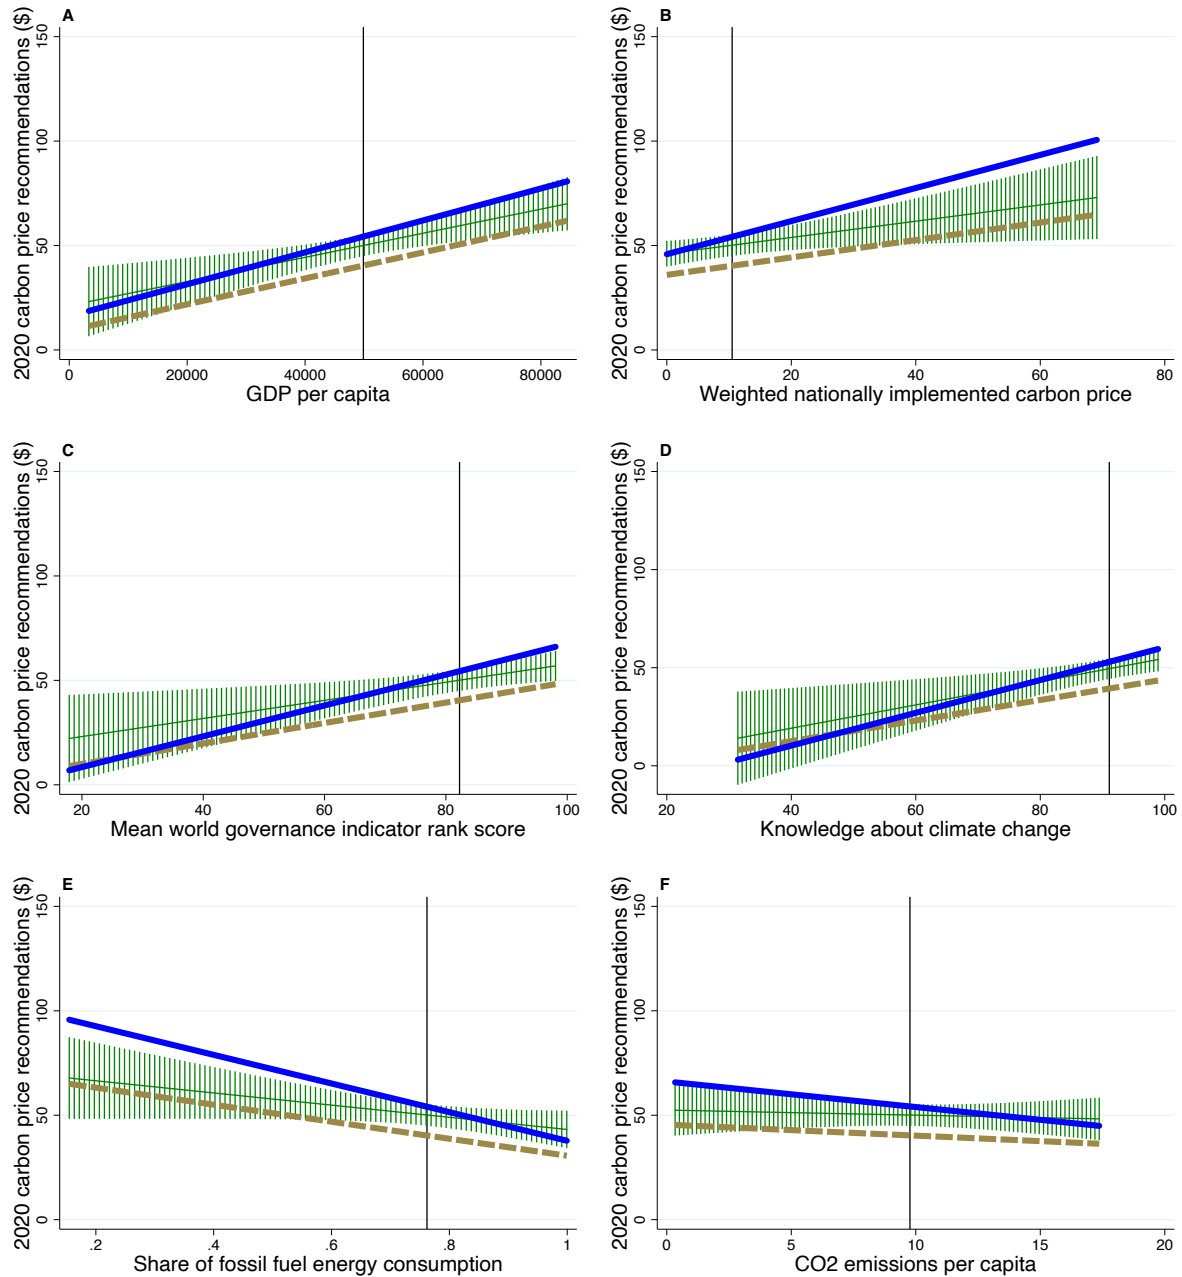 A
2020 carbon price recommendations ($)
150
100
50
0
0 20000 40000 60000 80000
GDP per capita
B
2020 carbon price recommendations ($)
150
100
50
0
0 20 40 60 80
Weighted nationally implemented carbon price
C
2020 carbon price recommendations ($)
150
100
50
0
20 40 60 80 100
Mean world governance indicator rank score
D
2020 carbon price recommendations ($)
150
100
50
0
20 40 60 80 100
Knowledge about climate change
E
2020 carbon price recommendations ($)
150
100
50
0
.2 .4 .6 .8 1
Share of fossil fuel energy consumption
F
2020 carbon price recommendations ($)
150
100
50
0
0 5 10 15 20
CO2 emissions per capita